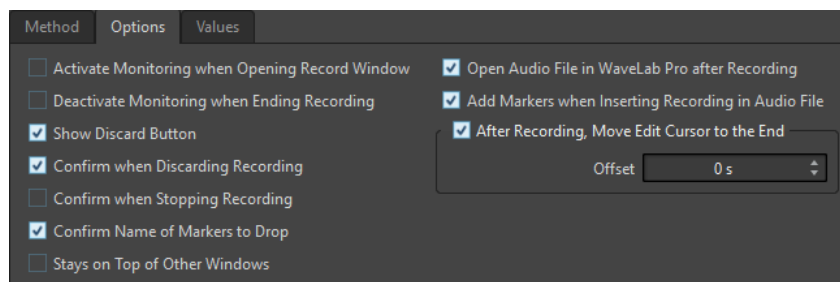 Method Options Values
Activate Monitoring when Opening Record Window
Deactivate Monitoring when Ending Recording
Show Discard Button
Confirm when Discarding Recording
Confirm when Stopping Recording
Confirm Name of Markers to Drop
Stays on Top of Other Windows
Open Audio File in WaveLab Pro after Recording
Add Markers when Inserting Recording in Audio File
After Recording, Move Edit Cursor to the End
Offset 0 s